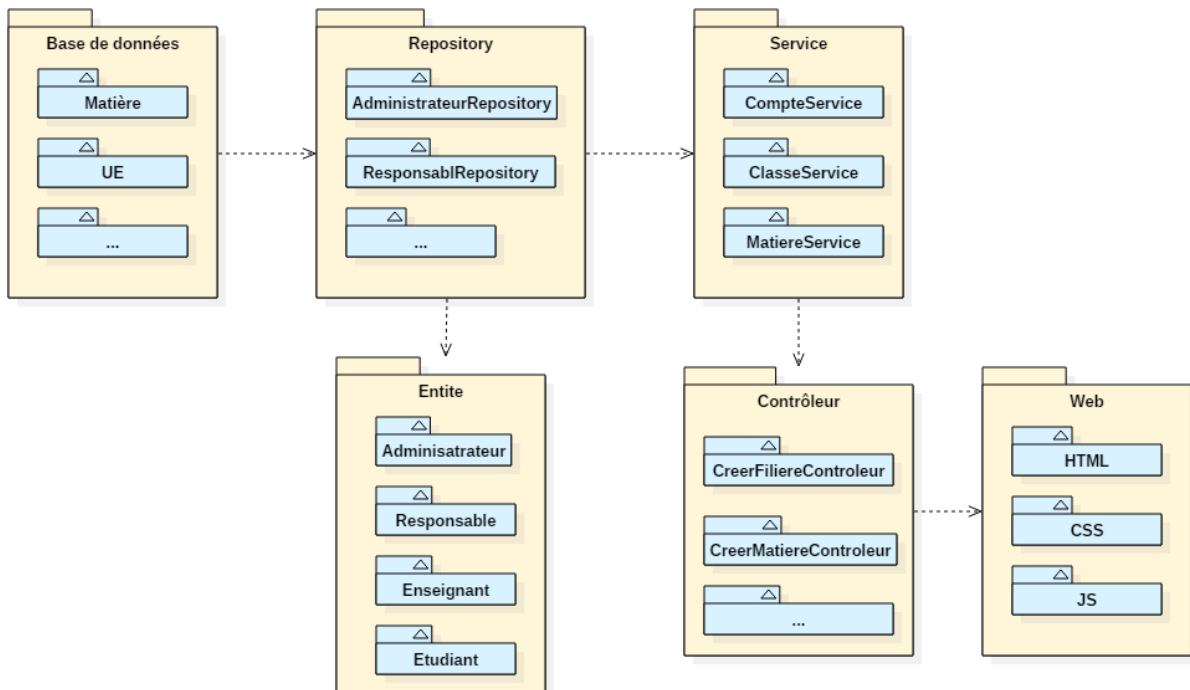 Base de données
Matière
UE
...
Repository
AdministrateurRepository
ResponsablRepository
...
Service
CompteService
ClasseService
MatiereService
Entite
Adminisatrateur
Responsable
Enseignant
Etudiant
Contrôleur
CreerFiliereControleur
CreerMatiereControleur
...
Web
HTML
CSS
JS